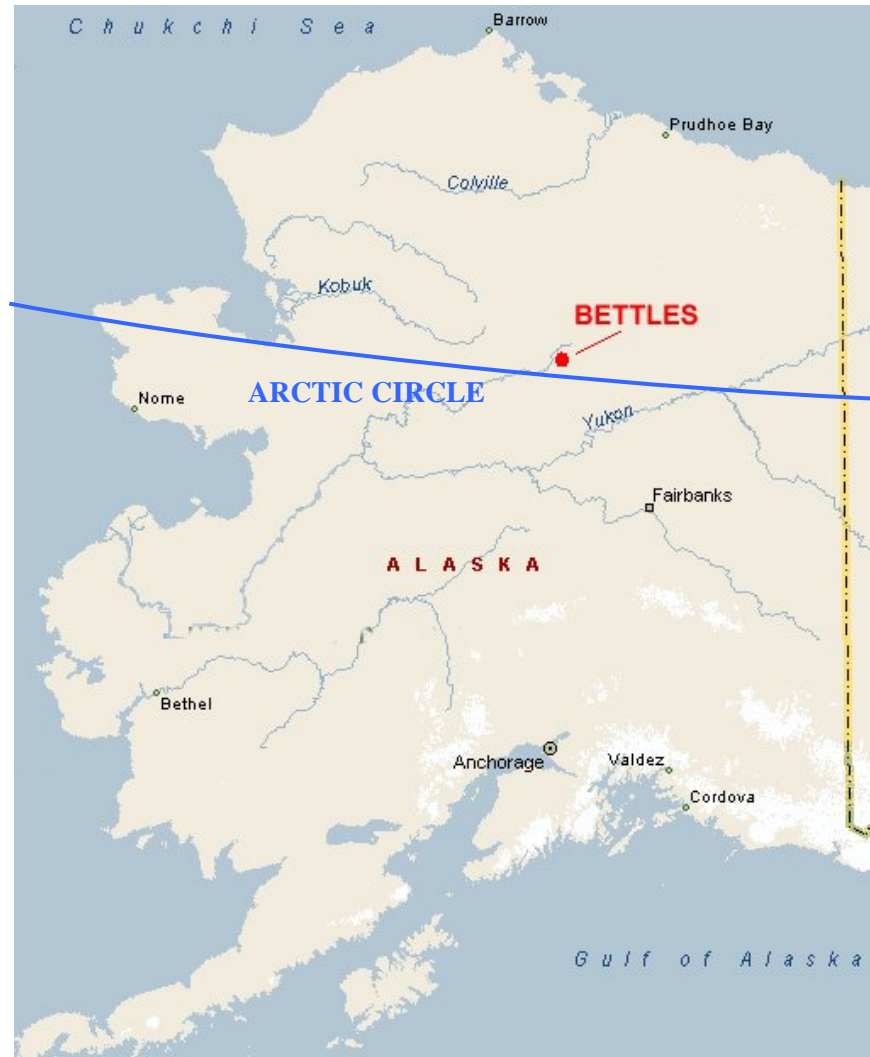 Barrow
Chukchi Sea
Prudhoe Bay
Colville
Kobuk
BETTLES
ARCTIC CIRCLE
Nome
Yukon
Fairbanks
ALASKA
Bethel
Anchorage
Valdez
Cordova
Gulf of Alaska